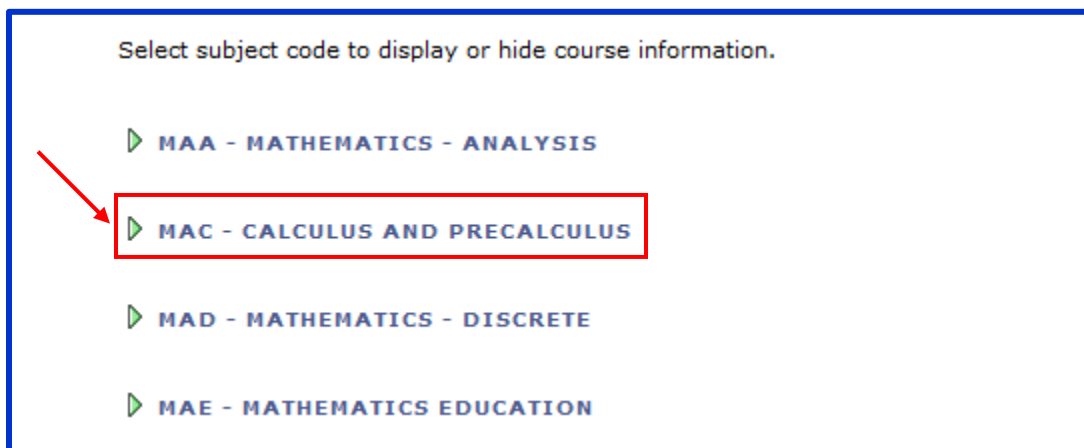 Select subject code to display or hide course information.
MAA - MATHEMATICS - ANALYSIS
MAC - CALCULUS AND PRECALCULUS
MAD - MATHEMATICS - DISCRETE
MAE - MATHEMATICS EDUCATION